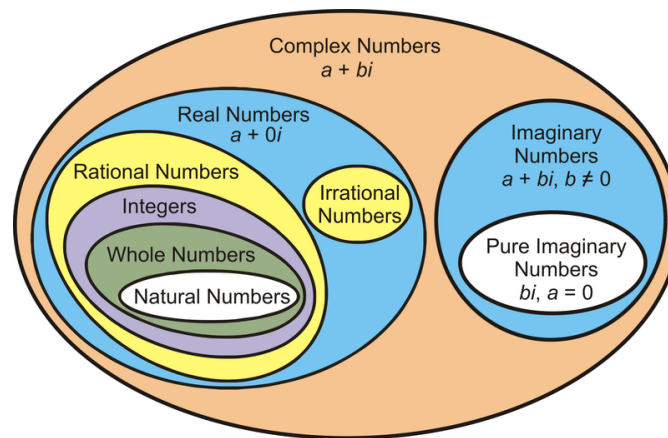 Complex Numbers
a + bi
Real Numbers
a + 0i
Rational Numbers
Integers
Whole Numbers
Natural Numbers
Irrational
Numbers
Imaginary
Numbers
a + bi, b ≠ 0
Pure Imaginary
Numbers
bi, a = 0